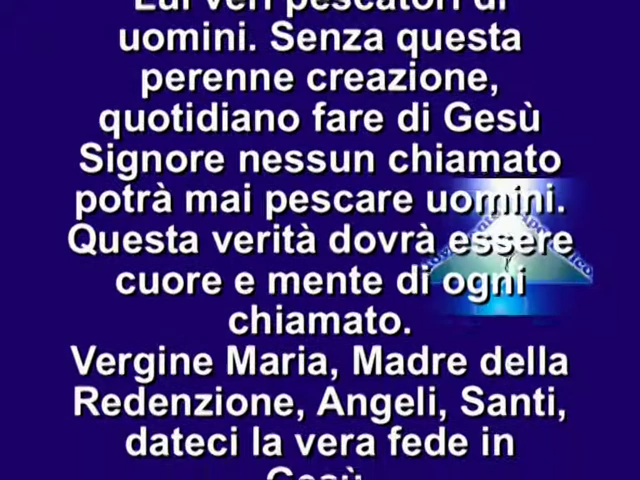 Lui veri pescatori di
uomini. Senza questa
perenne creazione,
quotidiano fare di Gesù
Signore nessun chiamato
potrà mai pescare uomini.
Questa verità dovrà essere
cuore e mente di ogni
chiamato.
Vergine Maria, Madre della
Redenzione, Angeli, Santi,
dateci la vera fede in
Gesù